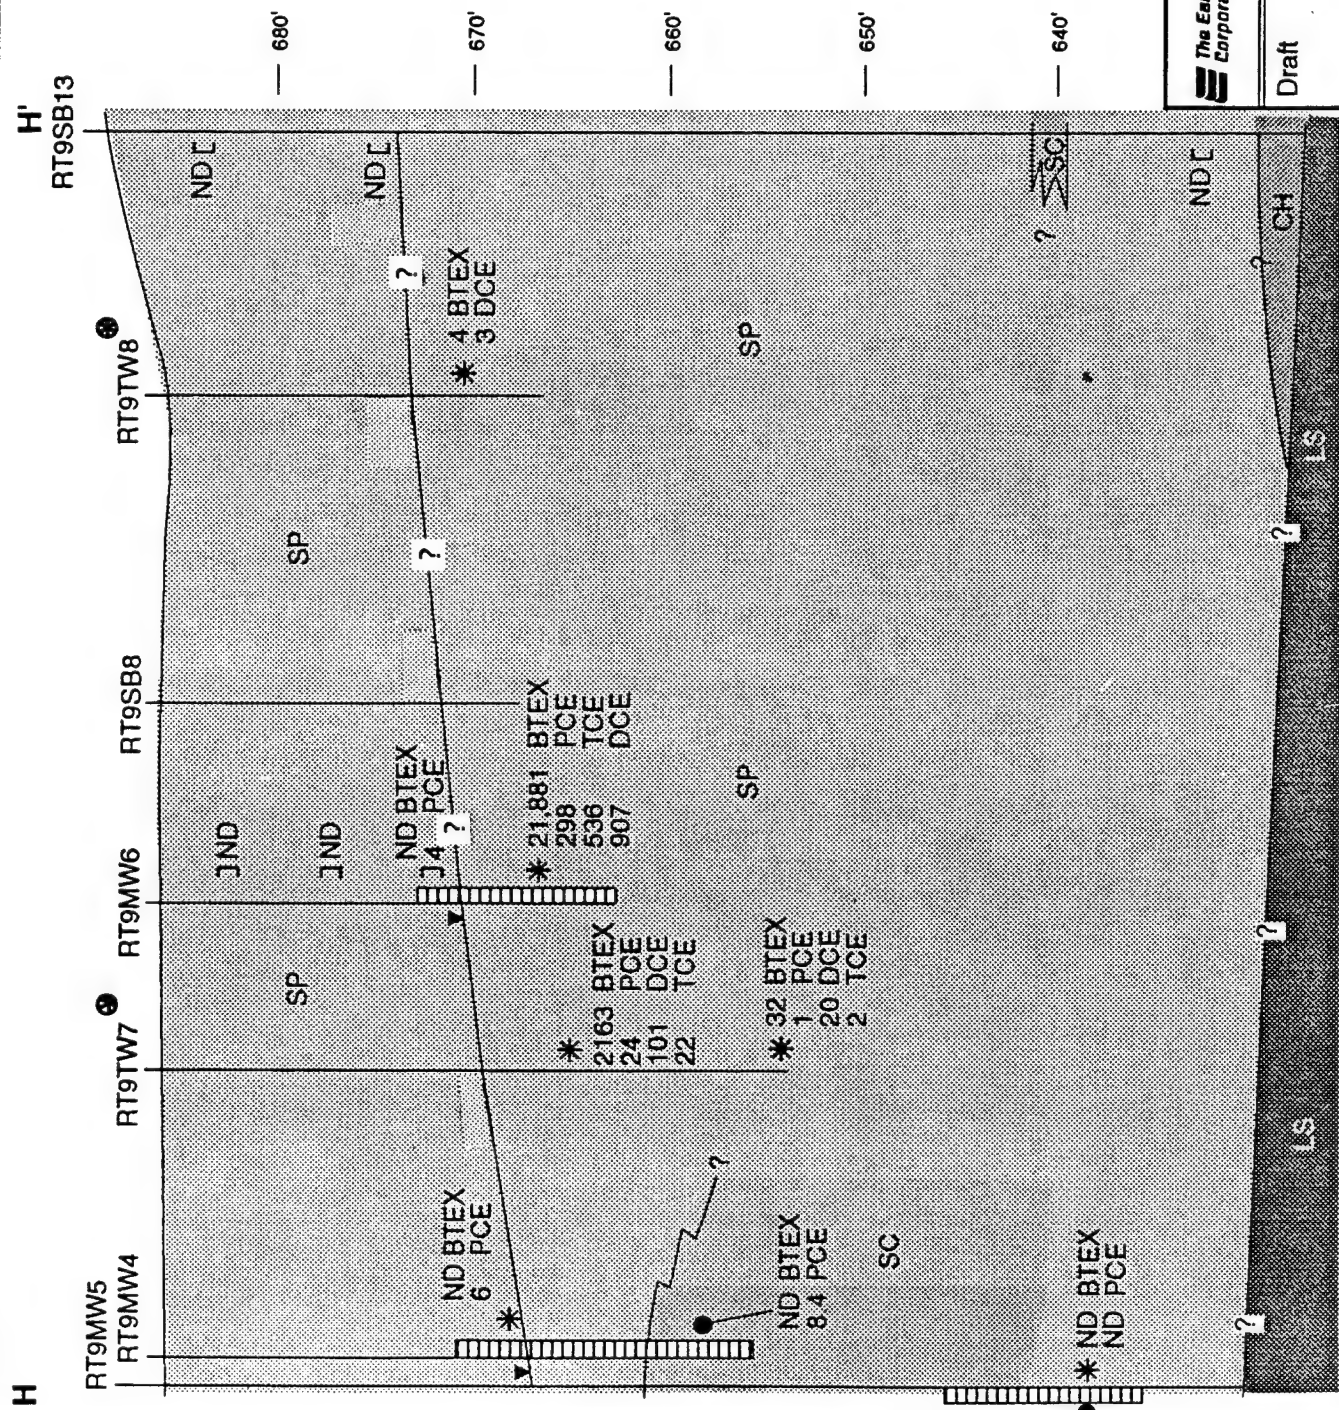 H
H'
RT9MW5
RT9MW4
RT9TW7
RT9MW6
RT9SB8
RT9TW8
RT9SB13
680'
670'
660'
650'
640'
ND
ND
ND
SC
?
CH
?
4 BTEX
3 DCE
?
SP
SP
?
ND
ND
ND BTEX
4 PCE
?
21,881 BTEX
298 PCE
536 TCE
907 DCE
SP
SP
2163 BTEX
24 PCE
101 DCE
22 TCE
32 BTEX
1 PCE
20 DCE
2 TCE
ND BTEX
6 PCE
?
ND BTEX
8.4 PCE
SC
ND BTEX
ND PCE
?
?
?
LS
LS
The
Draft